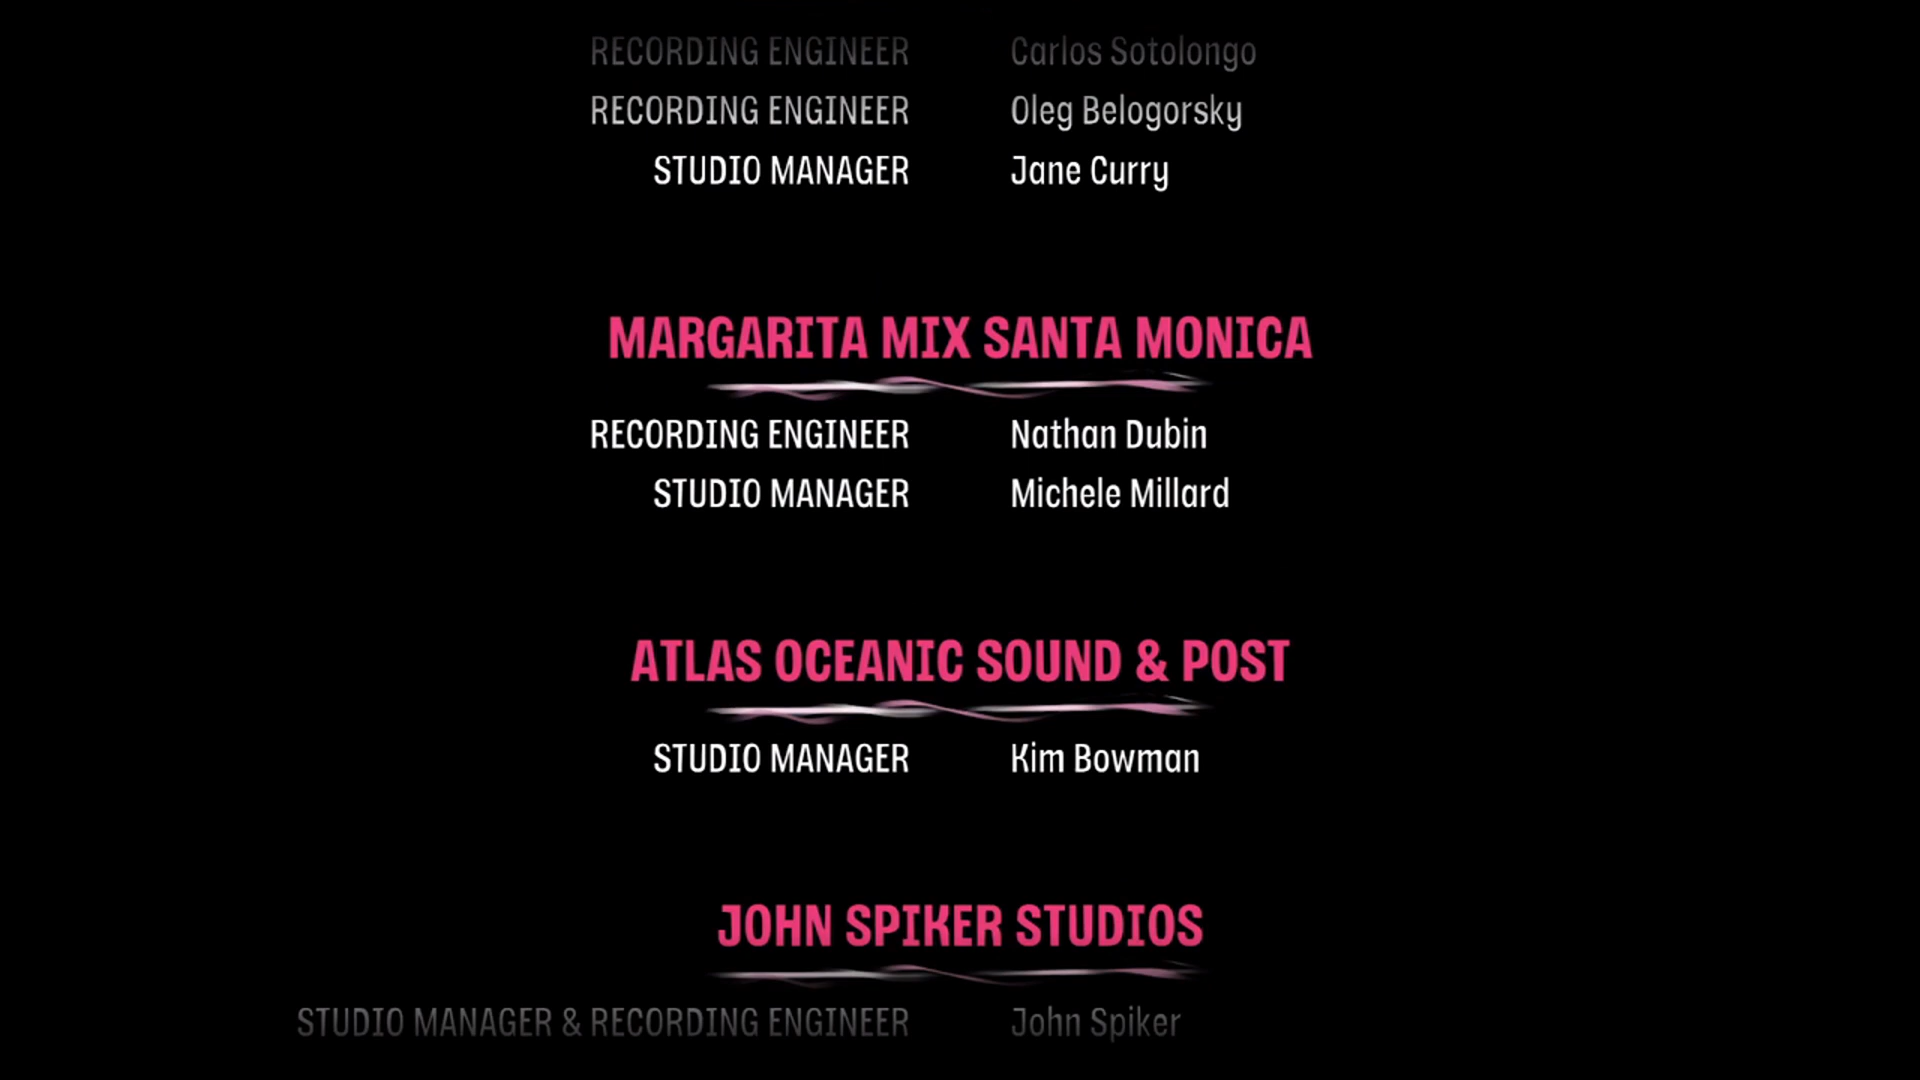 RECORDING ENGINEER Carlos Sotolongo
RECORDING ENGINEER Oleg Belogorsky
STUDIO MANAGER Jane Curry
MARGARITA MIX SANTA MONICA
RECORDING ENGINEER Nathan Dubin
STUDIO MANAGER Michele Millard
ATLAS OCEANIC SOUND & POST
STUDIO MANAGER Kim Bowman
JOHN SPIKER STUDIOS
STUDIO MANAGER & RECORDING ENGINEER John Spiker